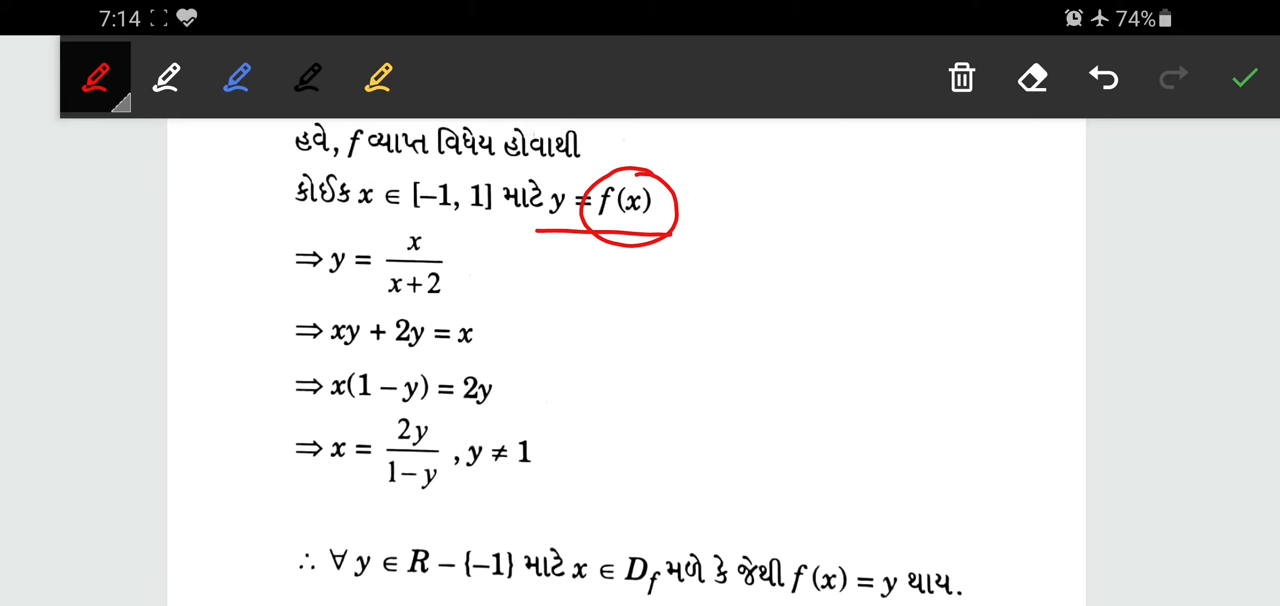 7:14 74%
હવે, f વ્યાપ્ત વિધેય હોવાથી
કોઈક x ∈ [–1, 1] માટે y = f(x)
⇒ y = x/(x+2)
⇒ xy + 2y = x
⇒ x(1 – y) = 2y
⇒ x = 2y/(1–y) , y ≠ 1
∴ ∀ y ∈ R – {–1} માટે x ∈ D_f મળે કે જેથી f(x) = y થાય.